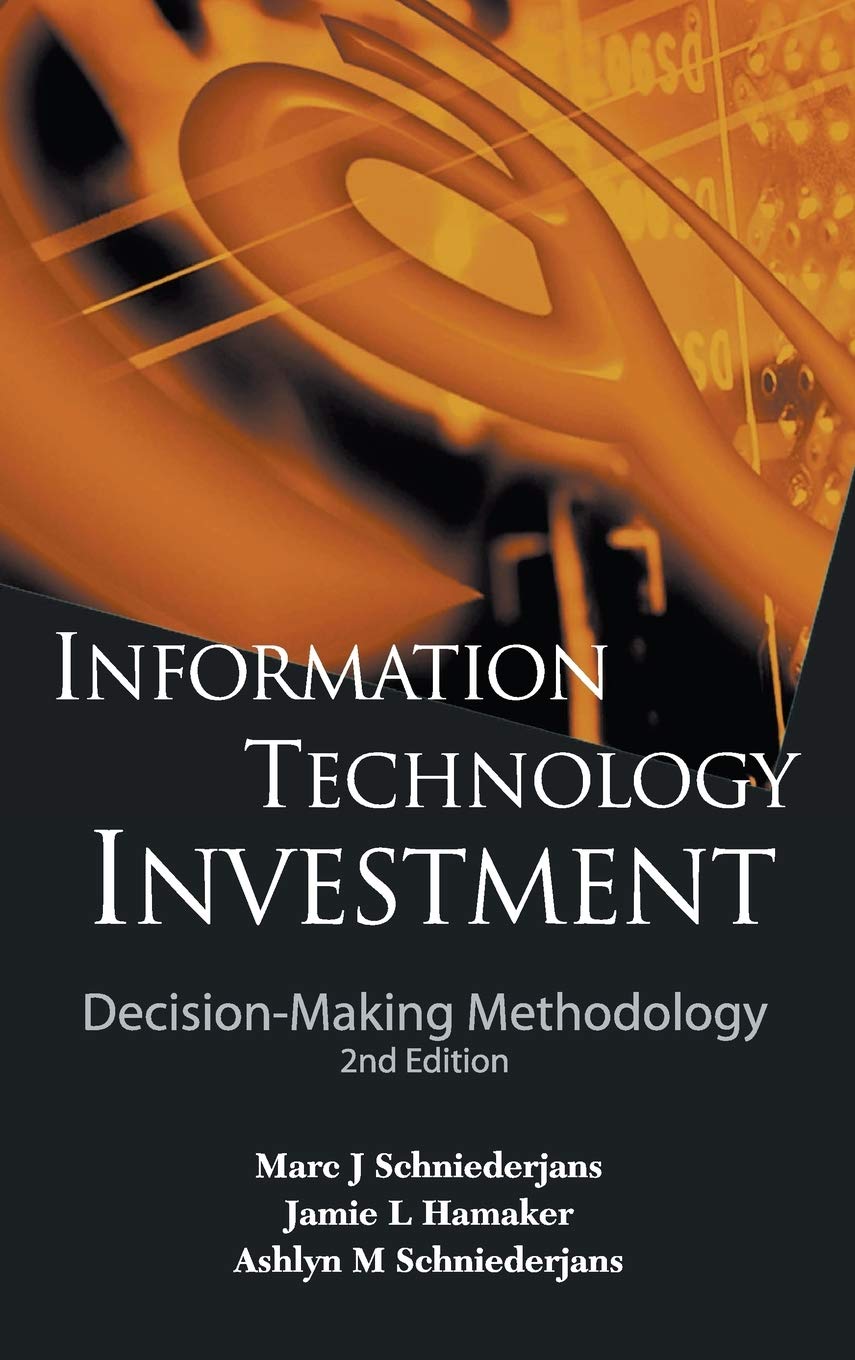 INFORMATION
TECHNOLOGY
INVESTMENT
Decision-Making Methodology
2nd Edition
Marc J Schniederjans
Jamie L Hamaker
Ashlyn M Schniederjans